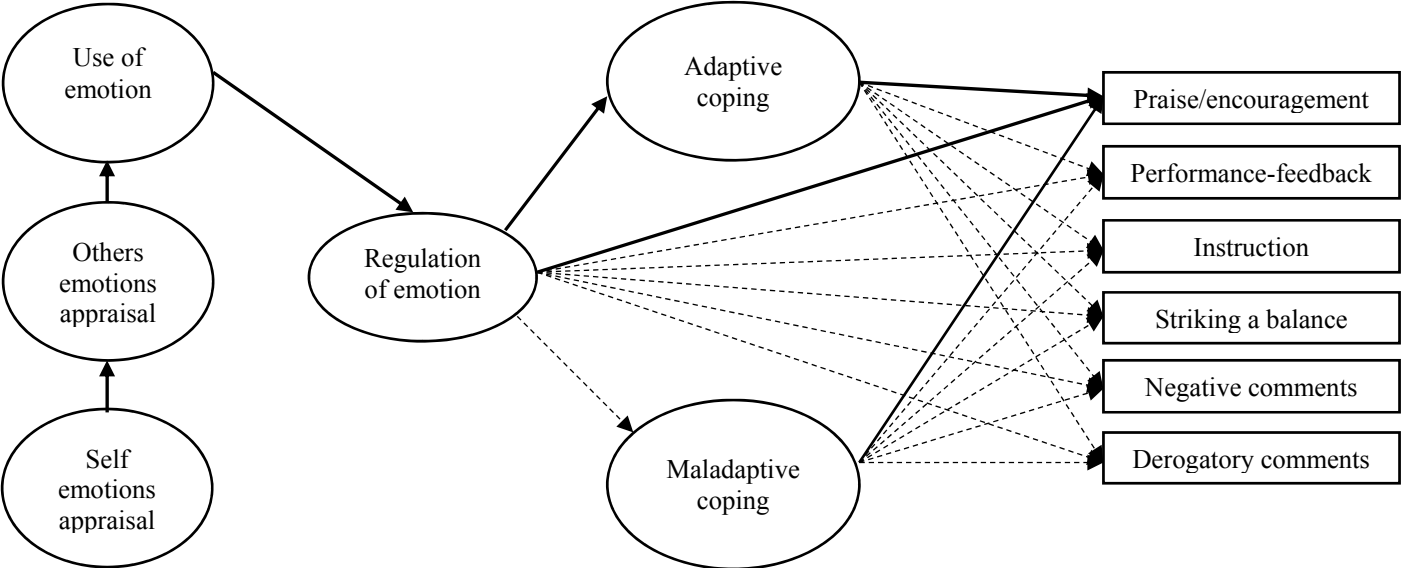 Use of
emotion
Others
emotions
appraisal
Self
emotions
appraisal
Regulation
of emotion
Adaptive
coping
Maladaptive
coping
Praise/encouragement
Performance-feedback
Instruction
Striking a balance
Negative comments
Derogatory comments